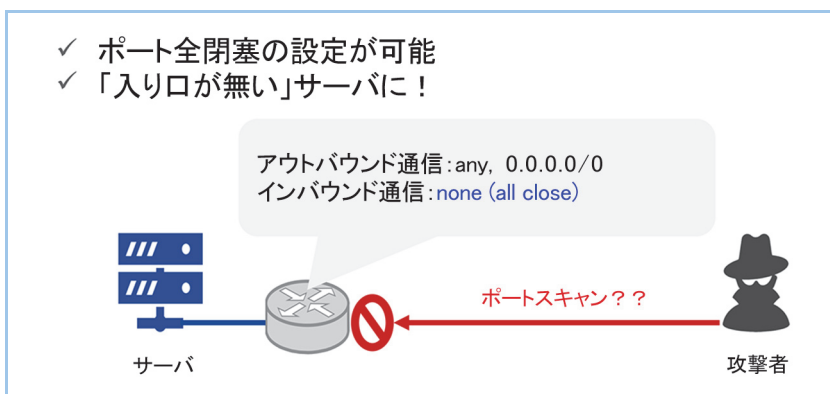 ✓ ポート全閉塞の設定が可能
✓ 「入り口が無い」サーバに！
アウトバウンド通信：any, 0.0.0.0/0
インバウンド通信：none (all close)
ポートスキャン？？
サーバ
攻撃者